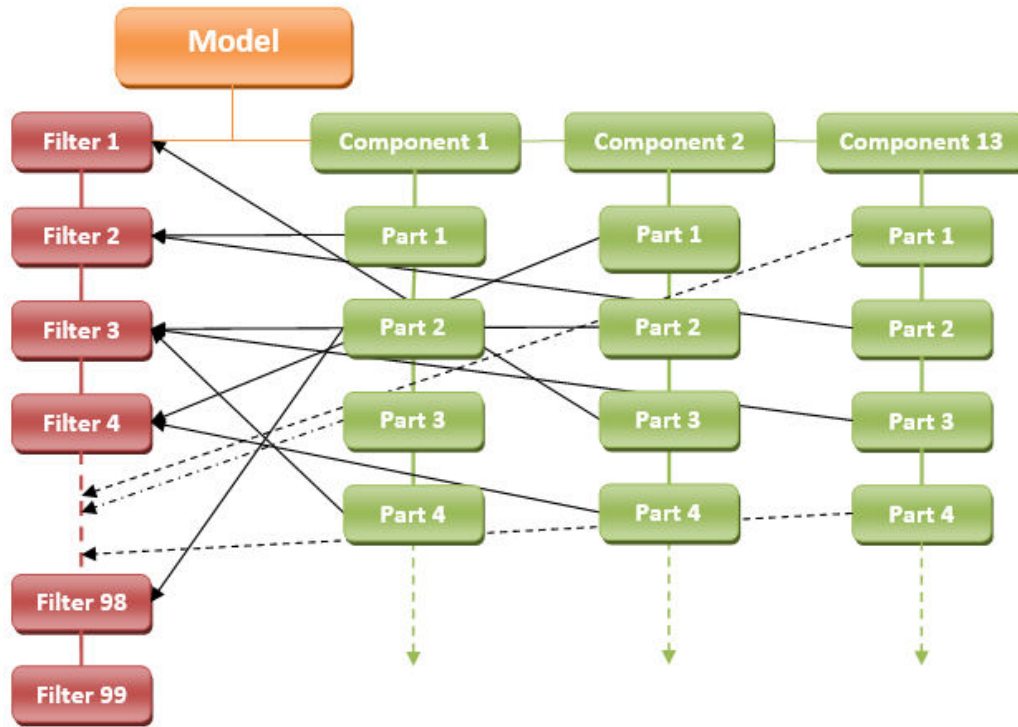 Model
Filter 1
Component 1
Component 2
Component 13
Filter 2
Part 1
Part 1
Part 1
Filter 3
Part 2
Part 2
Part 2
Filter 4
Part 3
Part 3
Part 3
Part 4
Part 4
Part 4
Filter 98
Filter 99